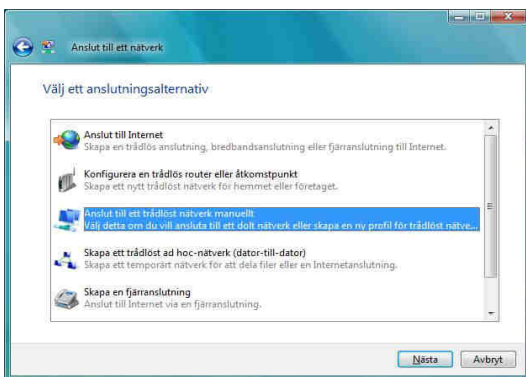 Anslut till ett nätverk
Välj ett anslutningsalternativ
Anslut till Internet
Skapa en trådlös anslutning, bredbandsanslutning eller fjärranslutning till Internet.
Konfigurera en trådlös router eller åtkomstpunkt
Skapa ett nytt trådlöst nätverk för hemmet eller företaget.
Anslut till ett trådlöst nätverk manuellt
Välj detta om du vill ansluta till ett dolt nätverk eller skapa en ny profil för trådlöst nätve...
Skapa ett trådlöst ad hoc-nätverk (dator-till-dator)
Skapa ett temporärt nätverk för att dela filer eller en Internetanslutning.
Skapa en fjärranslutning
Anslut till Internet via en fjärranslutning.
Nästa
Avbryt